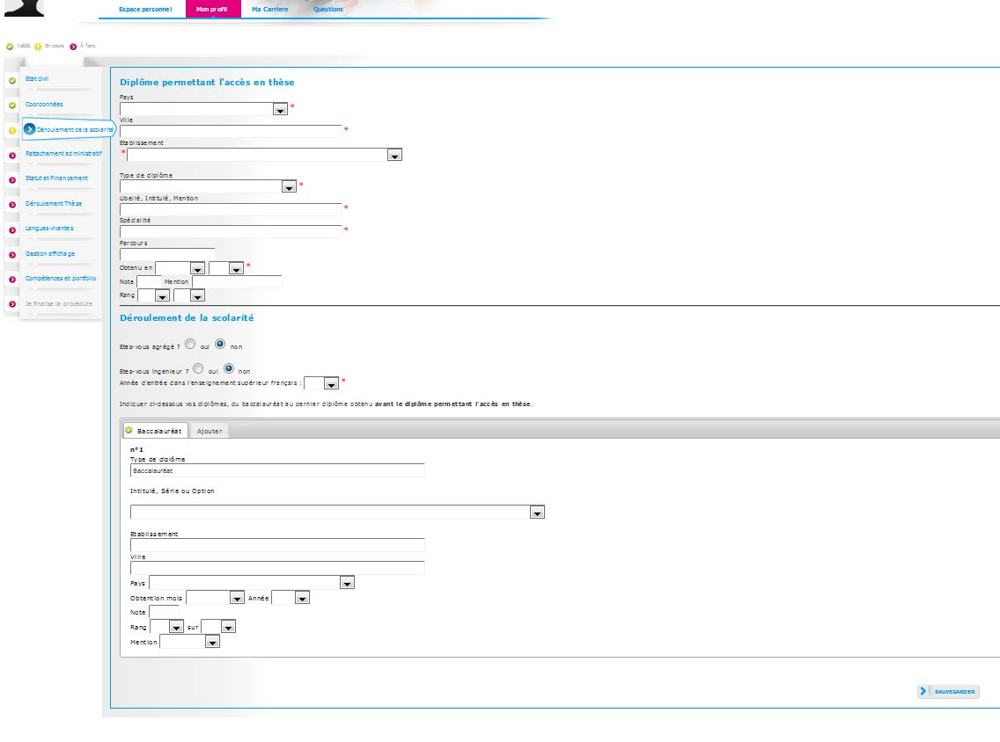 Espace personnel Mon profil Ma Carriere Questions
Validé En cours À faire
Etat civil
Coordonnées
Déroulement de la scolarité
Rattachement administratif
Statut et Financement
Déroulement Thèse
Langues vivantes
Gestion affichage
Compétences et portfolio
Je finalise la procédure
Diplôme permettant l'accès en thèse
Pays
*
Ville
*
Etablissement
*
Type de diplôme
*
Libellé, Intitulé, Mention
*
Spécialité
*
Parcours
Obtenu en *
Note Mention
Rang
Déroulement de la scolarité
Etes-vous agrégé ? oui non
Etes-vous ingenieur ? oui non
Année d'entrée dans l'enseignement supérieur français : *
Indiquer ci-dessous vos diplômes, du baccalauréat au dernier diplôme obtenu avant le diplôme permettant l'accès en thèse.
Baccalauréat Ajouter
n°1
Type de diplôme
Baccalauréat
Intitulé, Série ou Option
Etablissement
Ville
Pays
Obtention mois Année
Note
Rang sur
Mention
SAUVEGARDER